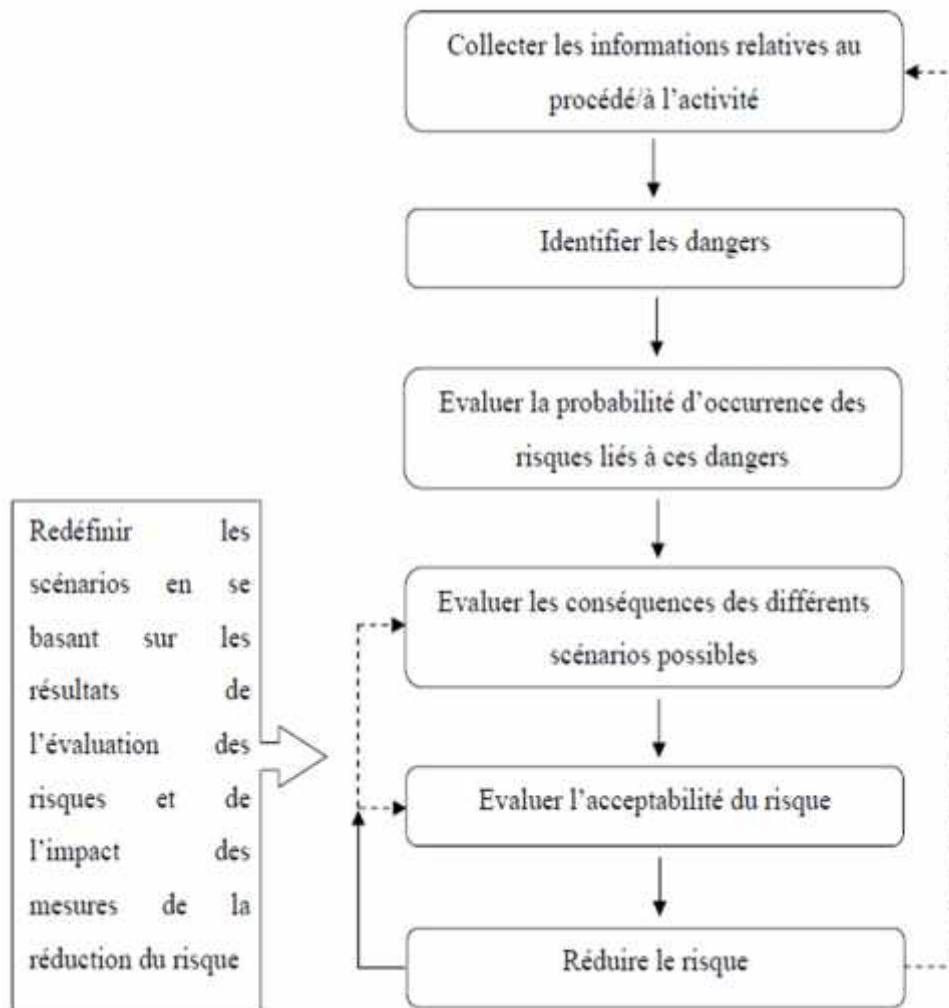 Collecter les informations relatives au
procédé/à l’activité
Identifier les dangers
Evaluer la probabilité d’occurrence des
risques liés à ces dangers
Redéfinir les
scénarios en se
basant sur les
résultats de
l’évaluation des
risques et de
l’impact des
mesures de la
réduction du risque
Evaluer les conséquences des différents
scénarios possibles
Evaluer l’acceptabilité du risque
Réduire le risque